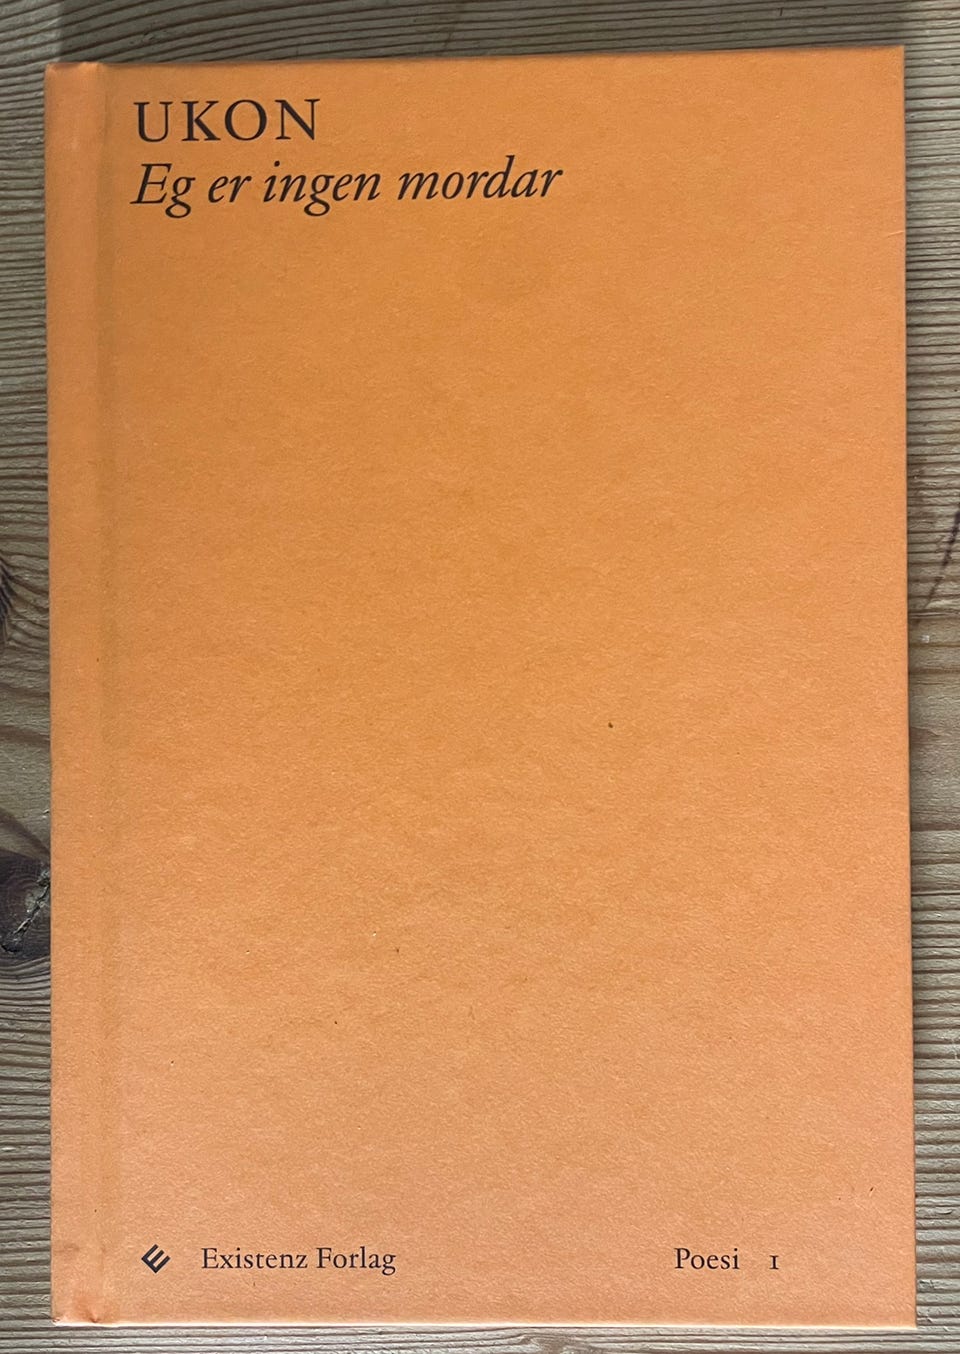 UKON
Eg er ingen mordar
Existenz Forlag Poesi 1